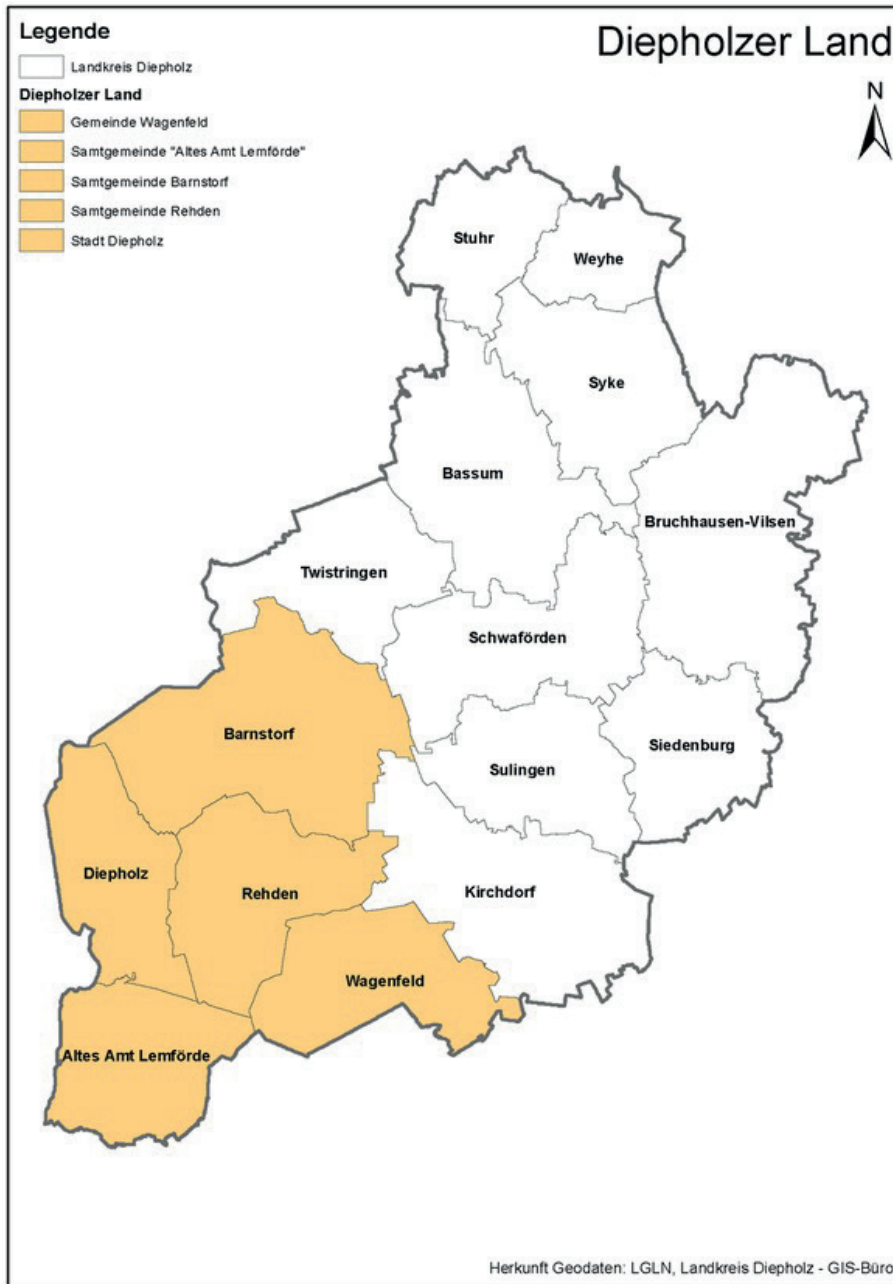 Legende
Diepholzer Land
Landkreis Diepholz
Diepholzer Land
Gemeinde Wagenfeld
Samtgemeinde "Altes Amt Lemförde"
Samtgemeinde Barnstorf
Samtgemeinde Rehden
Stadt Diepholz
N
Stuhr
Weyhe
Syke
Bassum
Bruchhausen-Vilsen
Twistringen
Schwaförden
Barnstorf
Siedenburg
Sulingen
Diepholz
Rehden
Kirchdorf
Wagenfeld
Altes Amt Lemförde
Herkunft Geodaten: LGLN, Landkreis Diepholz - GIS-Büro